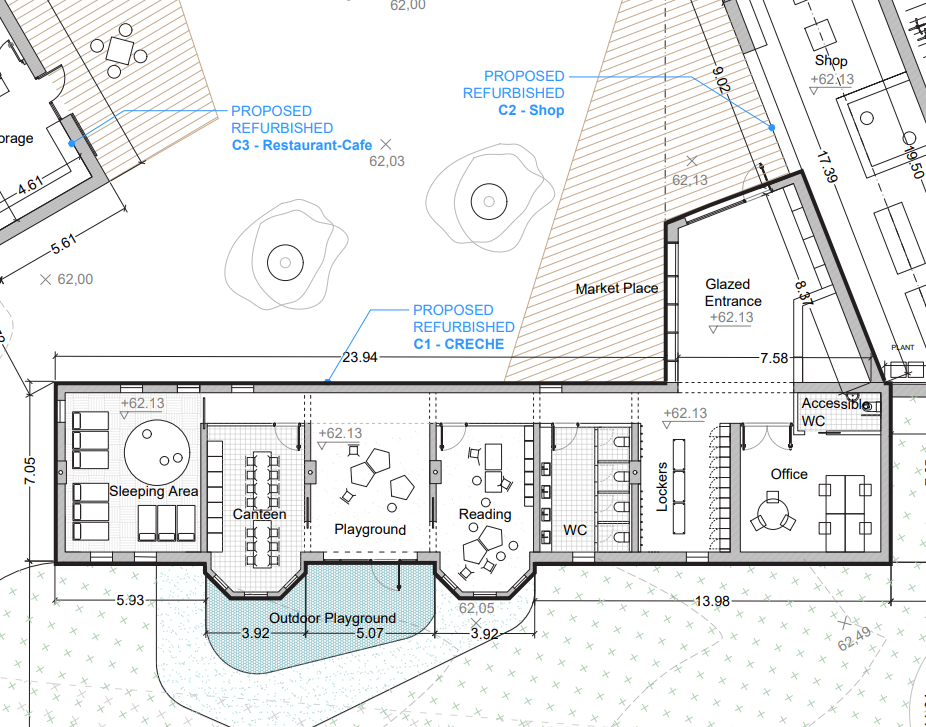 62,00
PROPOSED
REFURBISHED
C3 - Restaurant-Cafe
62,03
PROPOSED
REFURBISHED
C2 - Shop
9.02
Shop
+62.13
orage
4.61
5.61
62,00
62,13
17.39
19.50
Market Place
Glazed
Entrance
+62.13
8.37
PROPOSED
REFURBISHED
C1 - CRECHE
23.94
7.58
PLANT
7.05
+62.13
Sleeping Area
Canteen
+62.13
Playground
Reading
WC
+62.13
Lockers
Office
Accessible
WC
5.93
3.92
Outdoor Playground
5.07
62,05
3.92
13.98
62,49